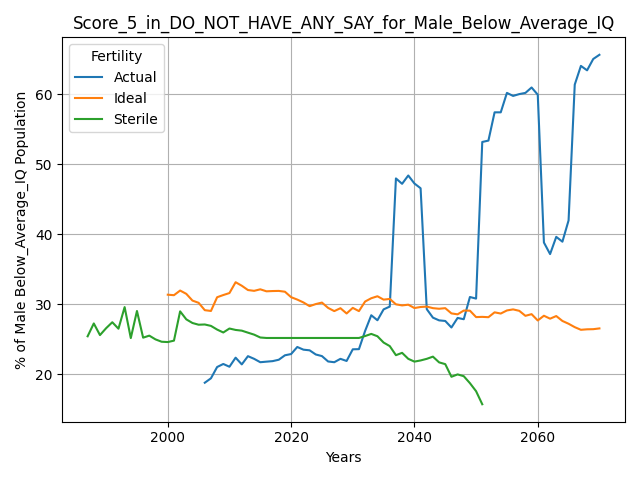 Score_5_in_DO_NOT_HAVE_ANY_SAY_for_Male_Below_Average_IQ
Fertility
Actual
Ideal
Sterile
% of Male Below_Average_IQ Population
60
50
40
30
20
2000
2020
2040
2060
Years